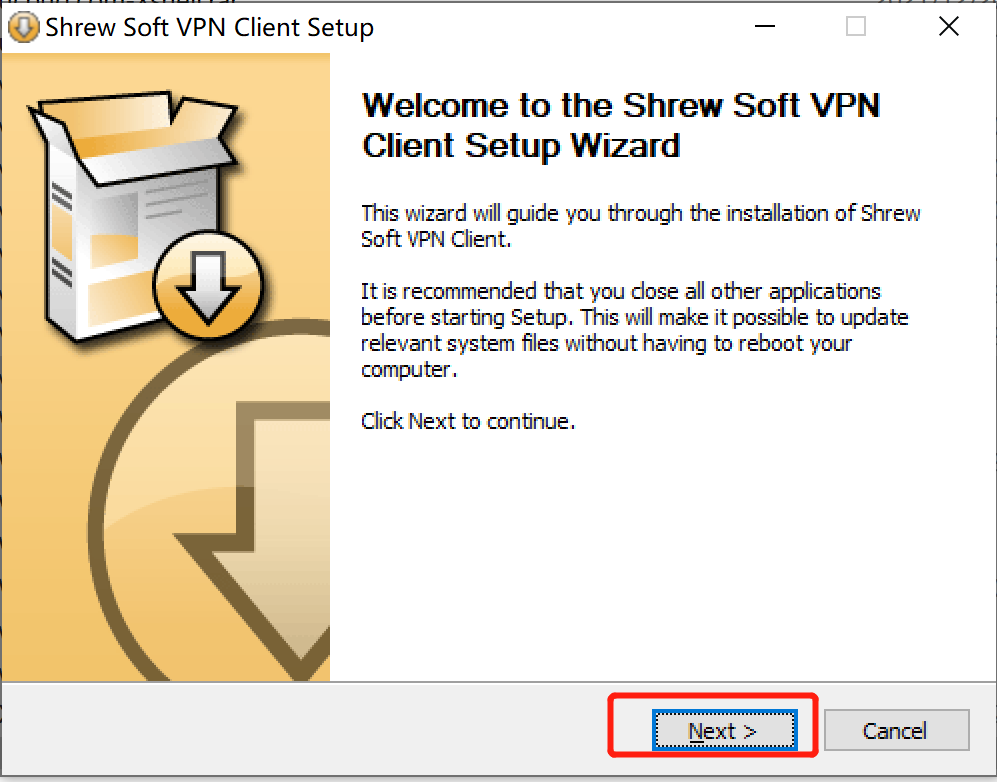 Shrew Soft VPN Client Setup
Welcome to the Shrew Soft VPN
Client Setup Wizard
This wizard will guide you through the installation of Shrew
Soft VPN Client.
It is recommended that you close all other applications
before starting Setup. This will make it possible to update
relevant system files without having to reboot your
computer.
Click Next to continue.
Next >
Cancel